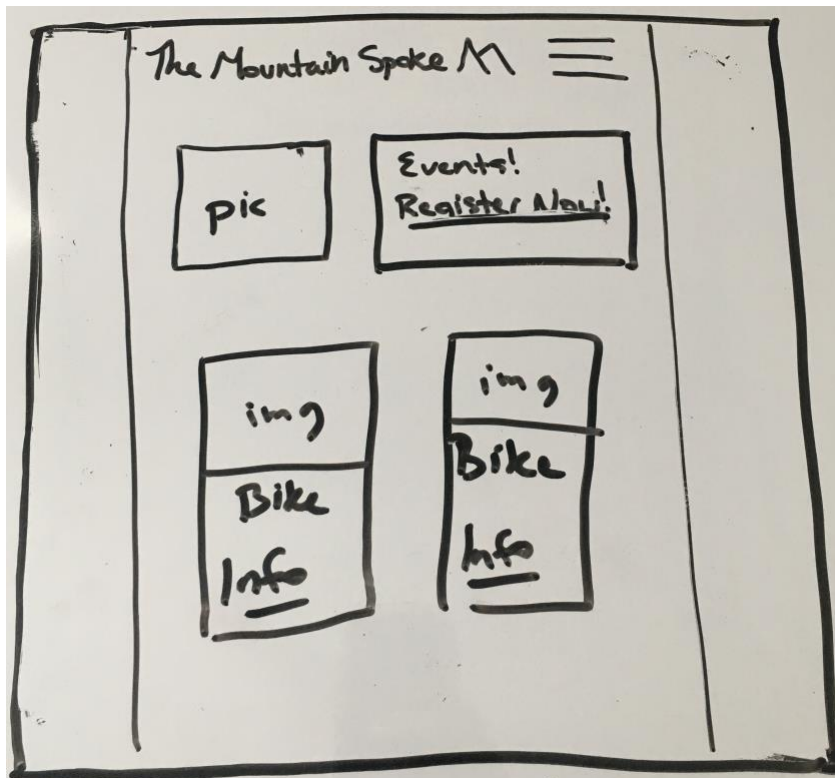 The Mountain Spoke
pic
Events!
Register Now!
img
Bike
Info
img
Bike
Info